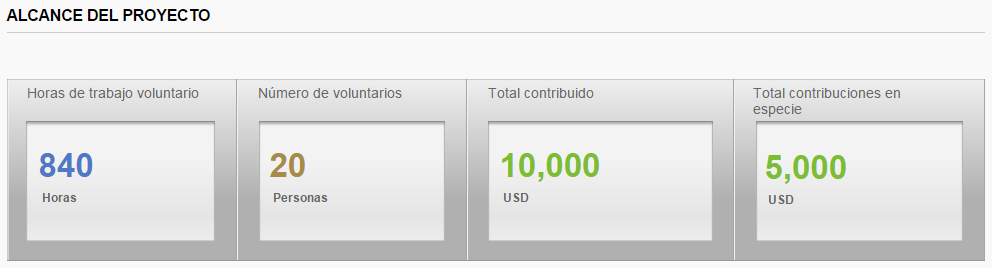 ALCANCE DEL PROYECTO
Horas de trabajo voluntario
840
Horas
Número de voluntarios
20
Personas
Total contribuido
10,000
USD
Total contribuciones en
especie
5,000
USD